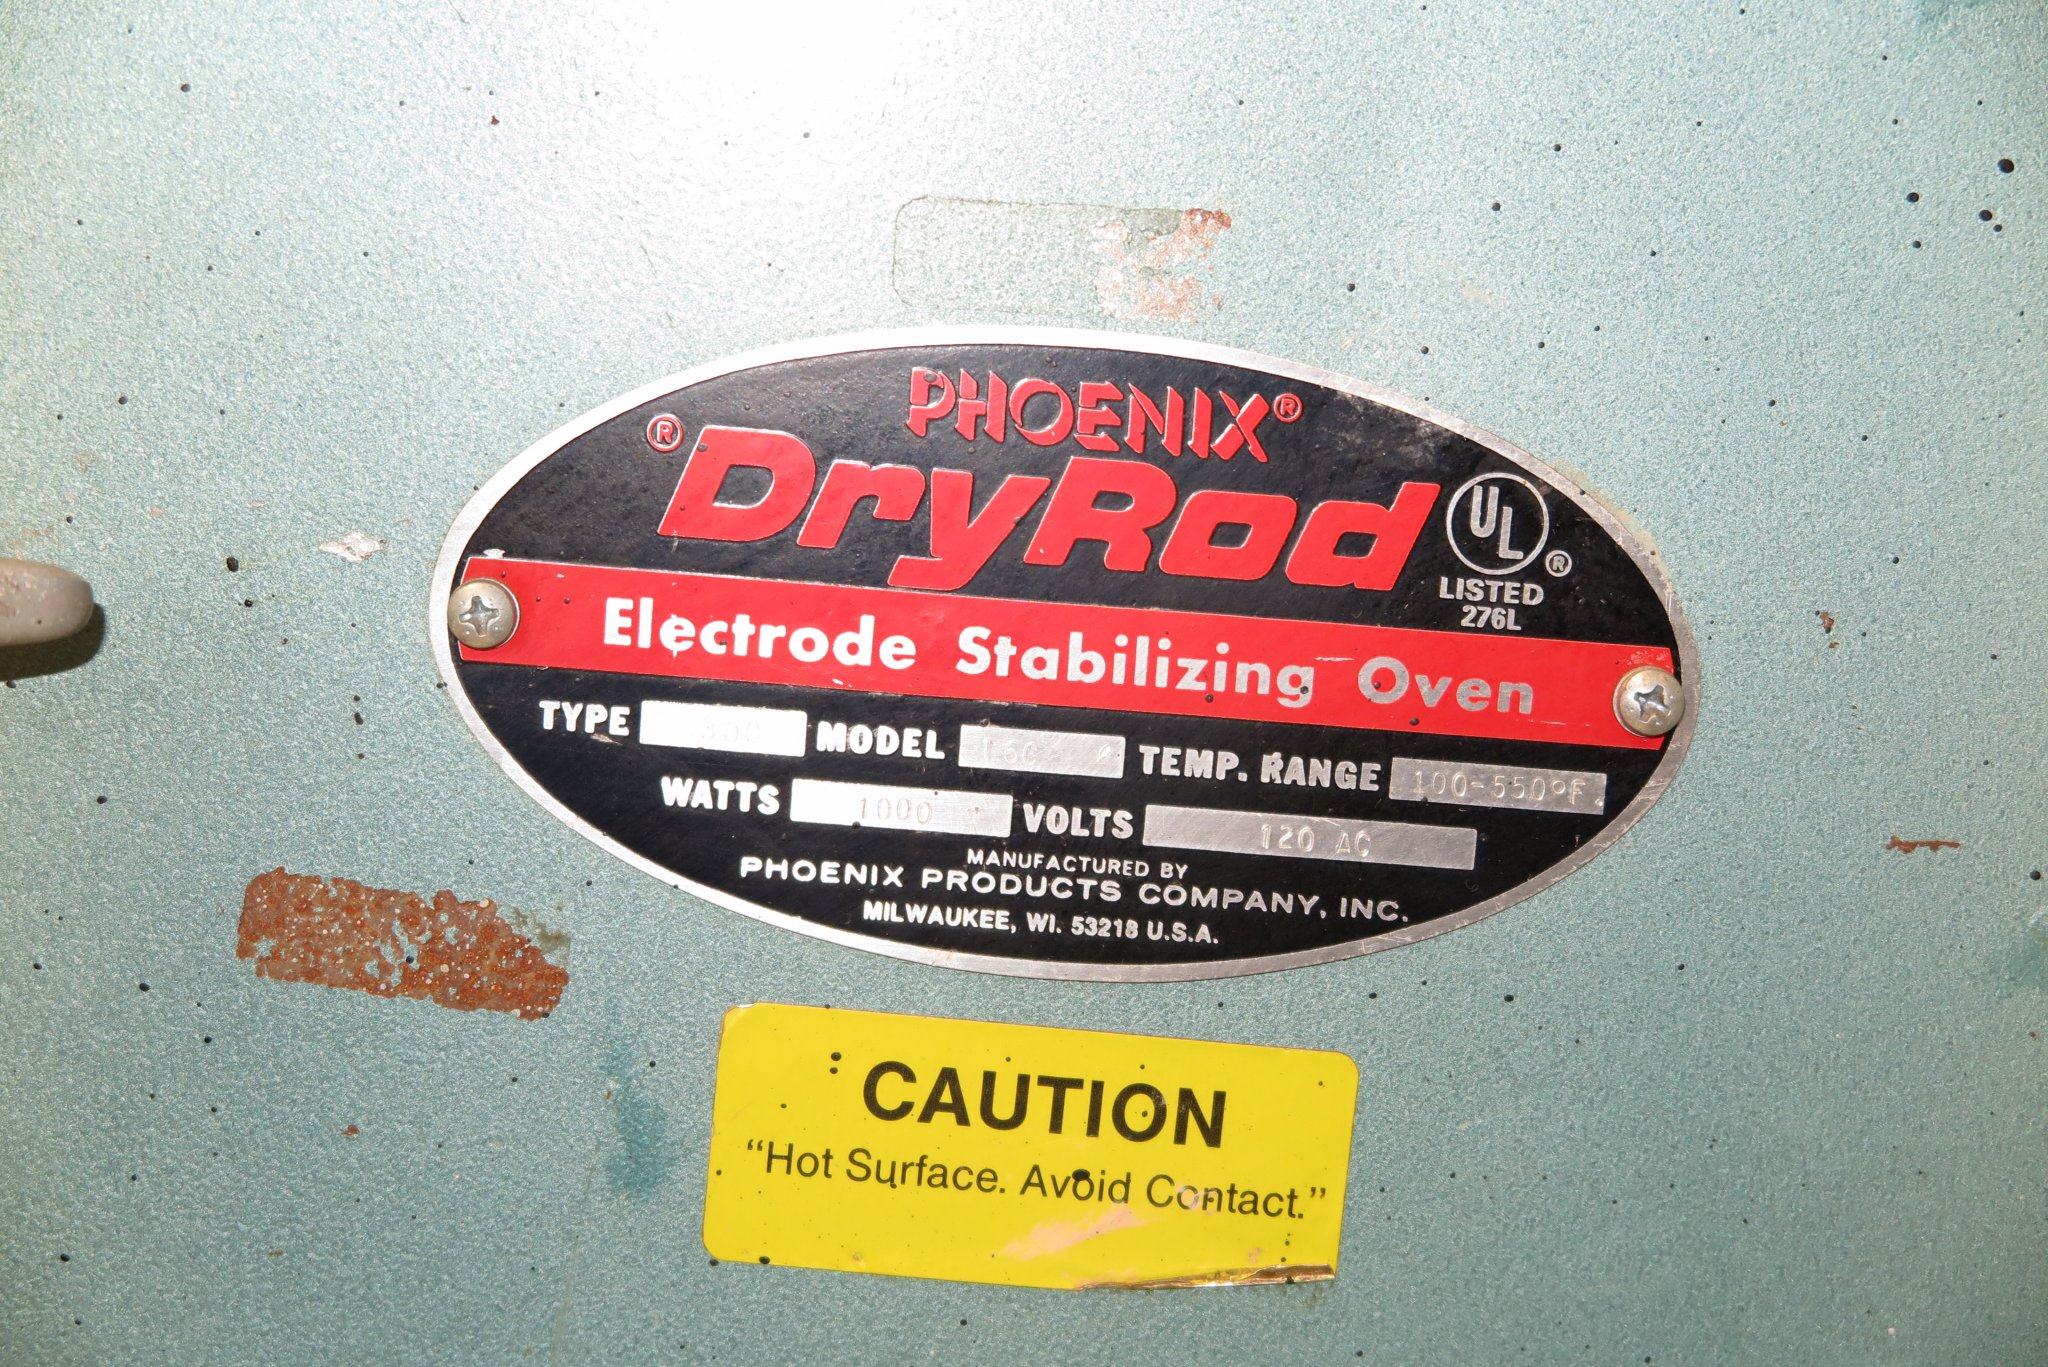 PHOENIX®
® DryRod
UL ®
LISTED
276L
Electrode Stabilizing Oven
TYPE 300 MODEL TEMP. RANGE 100-550°F.
WATTS 1000 VOLTS 120 AC
MANUFACTURED BY
PHOENIX PRODUCTS COMPANY, INC.
MILWAUKEE, WI. 53218 U.S.A.
CAUTION
“Hot Surface. Avoid Contact.”